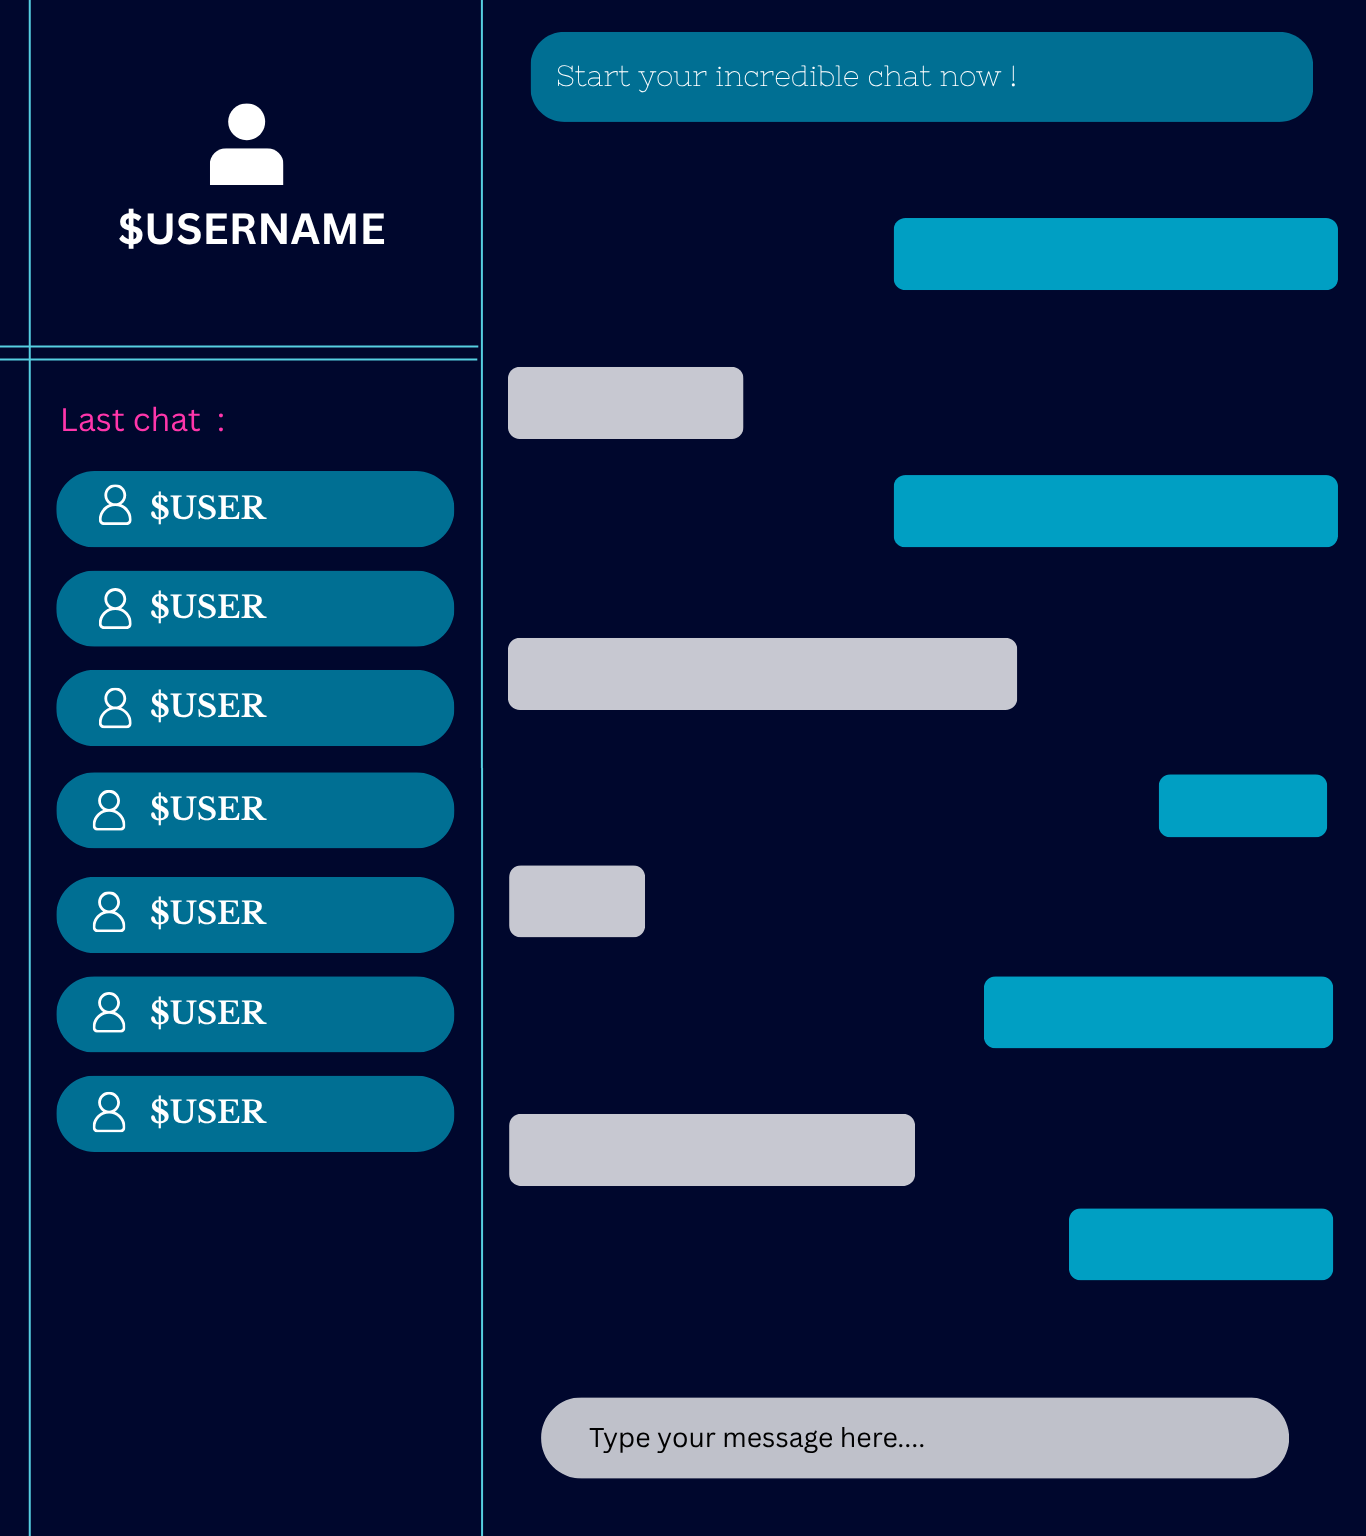 $USERNAME
Last chat :
$USER
$USER
$USER
$USER
$USER
$USER
$USER
Start your incredible chat now !
Type your message here....